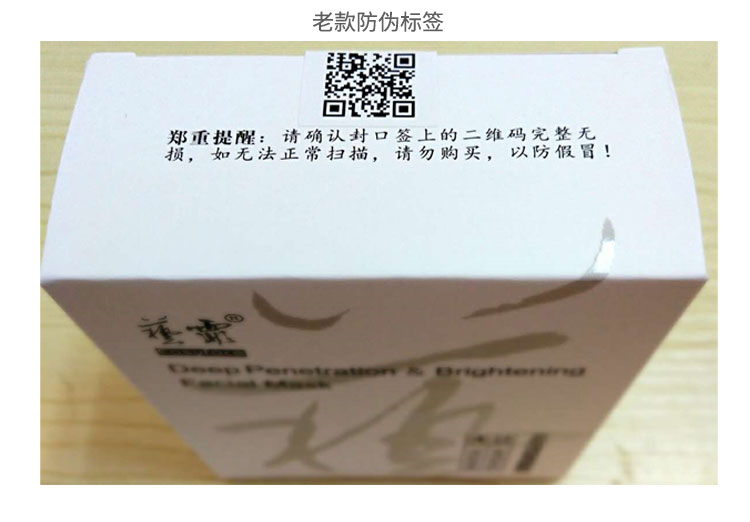 老款防伪标签
郑重提醒：请确认封口签上的二维码完整无
损，如无法正常扫描，请勿购买，以防假冒！
®
Deep Penetration & Brightening
Facial Mask